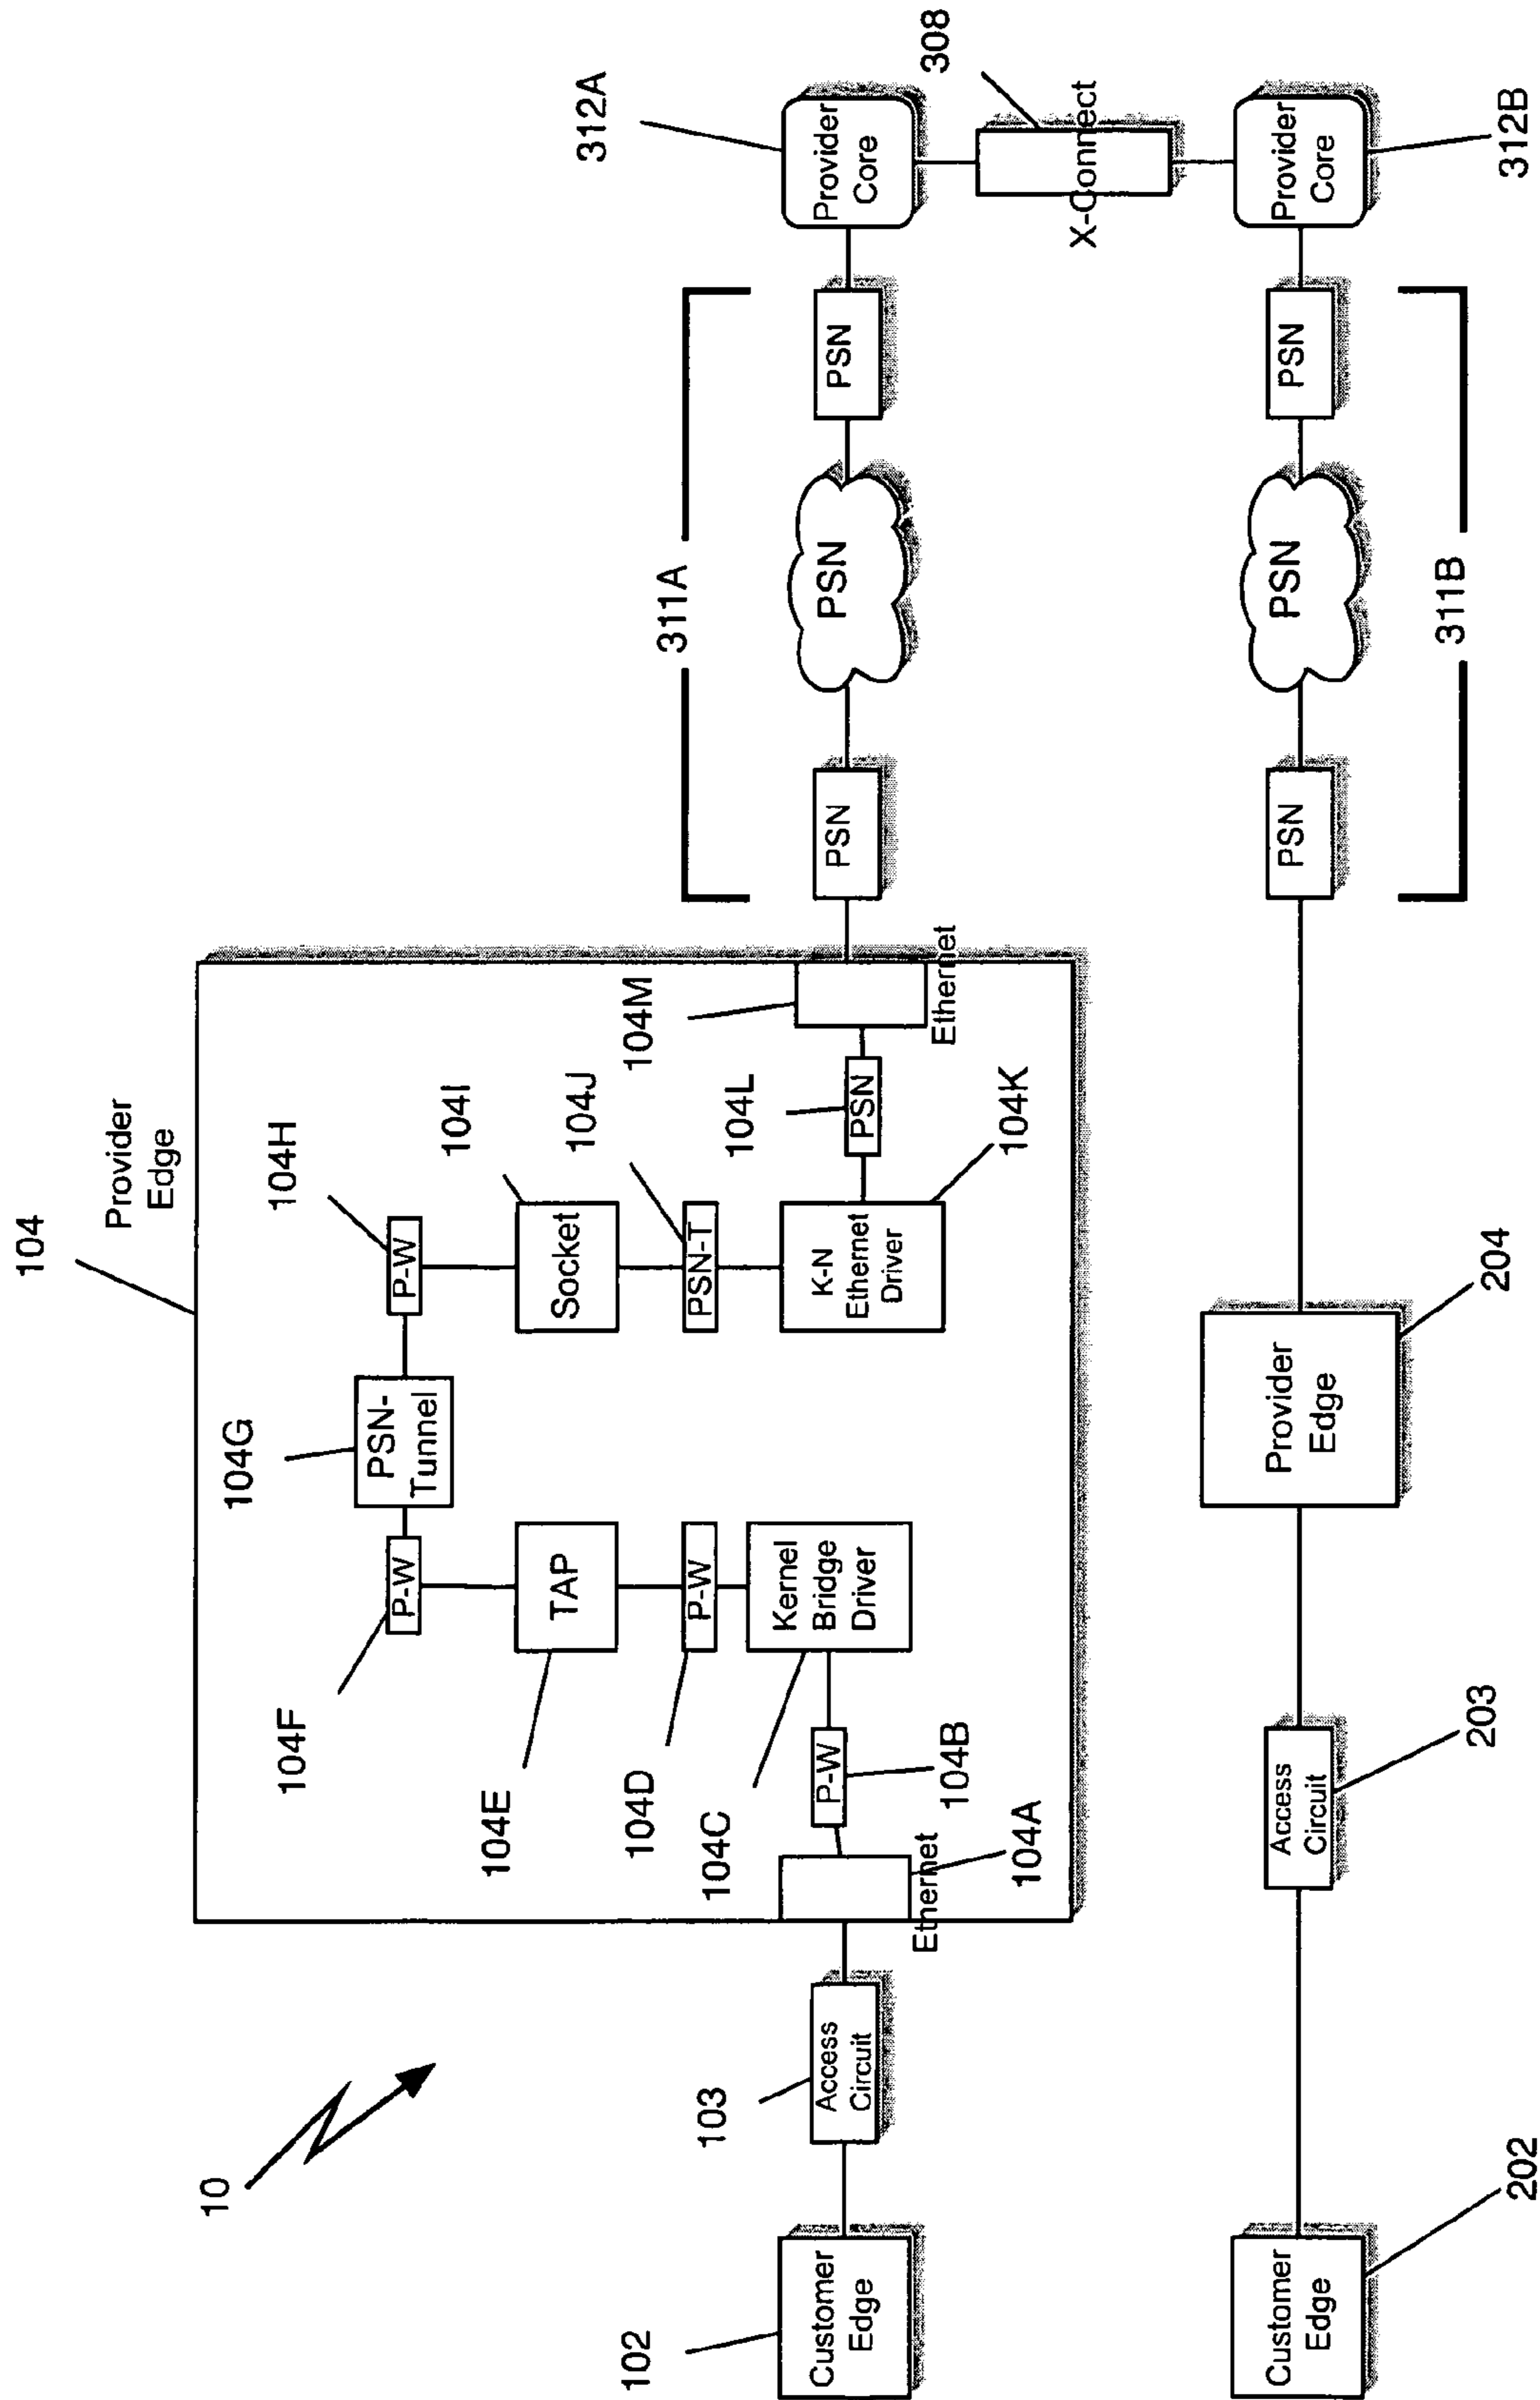 104
Provider
Edge
10
104F
104G
104H
P-W
PSN-
Tunnel
P-W
104E
104I
TAP
Socket
104D
104J
P-W
PSN-T
104C
104L
104M
Kernel
Bridge
Driver
K-N
Ethernet
Driver
P-W
PSN
104B
104K
Ethernet
104A
Ethernet
102
Customer
Edge
103
Access
Circuit
311A
PSN
PSN
PSN
312A
Provider
Core
308
X-Connect
Customer
Edge
202
Access
Circuit
203
Provider
Edge
204
PSN
PSN
PSN
311B
Provider
Core
312B